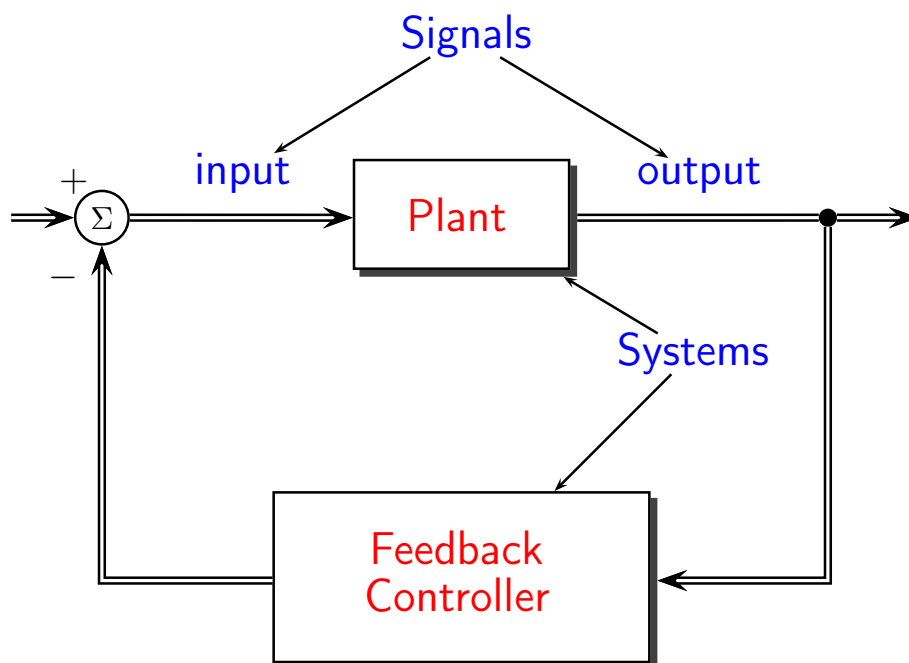 Signals
input
output
+
Σ
Plant
−
Systems
Feedback
Controller